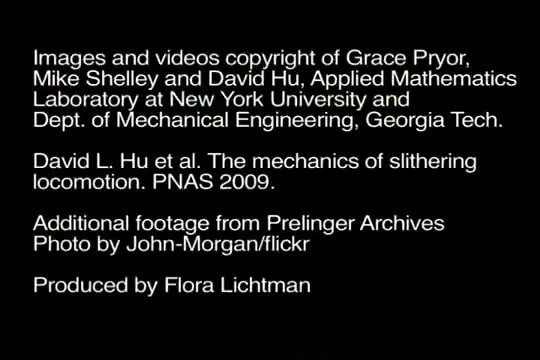 Images and videos copyright of Grace Pryor,
Mike Shelley and David Hu, Applied Mathematics
Laboratory at New York University and
Dept. of Mechanical Engineering, Georgia Tech.
David L. Hu et al. The mechanics of slithering
locomotion. PNAS 2009.
Additional footage from Prelinger Archives
Photo by John-Morgan/flickr
Produced by Flora Lichtman